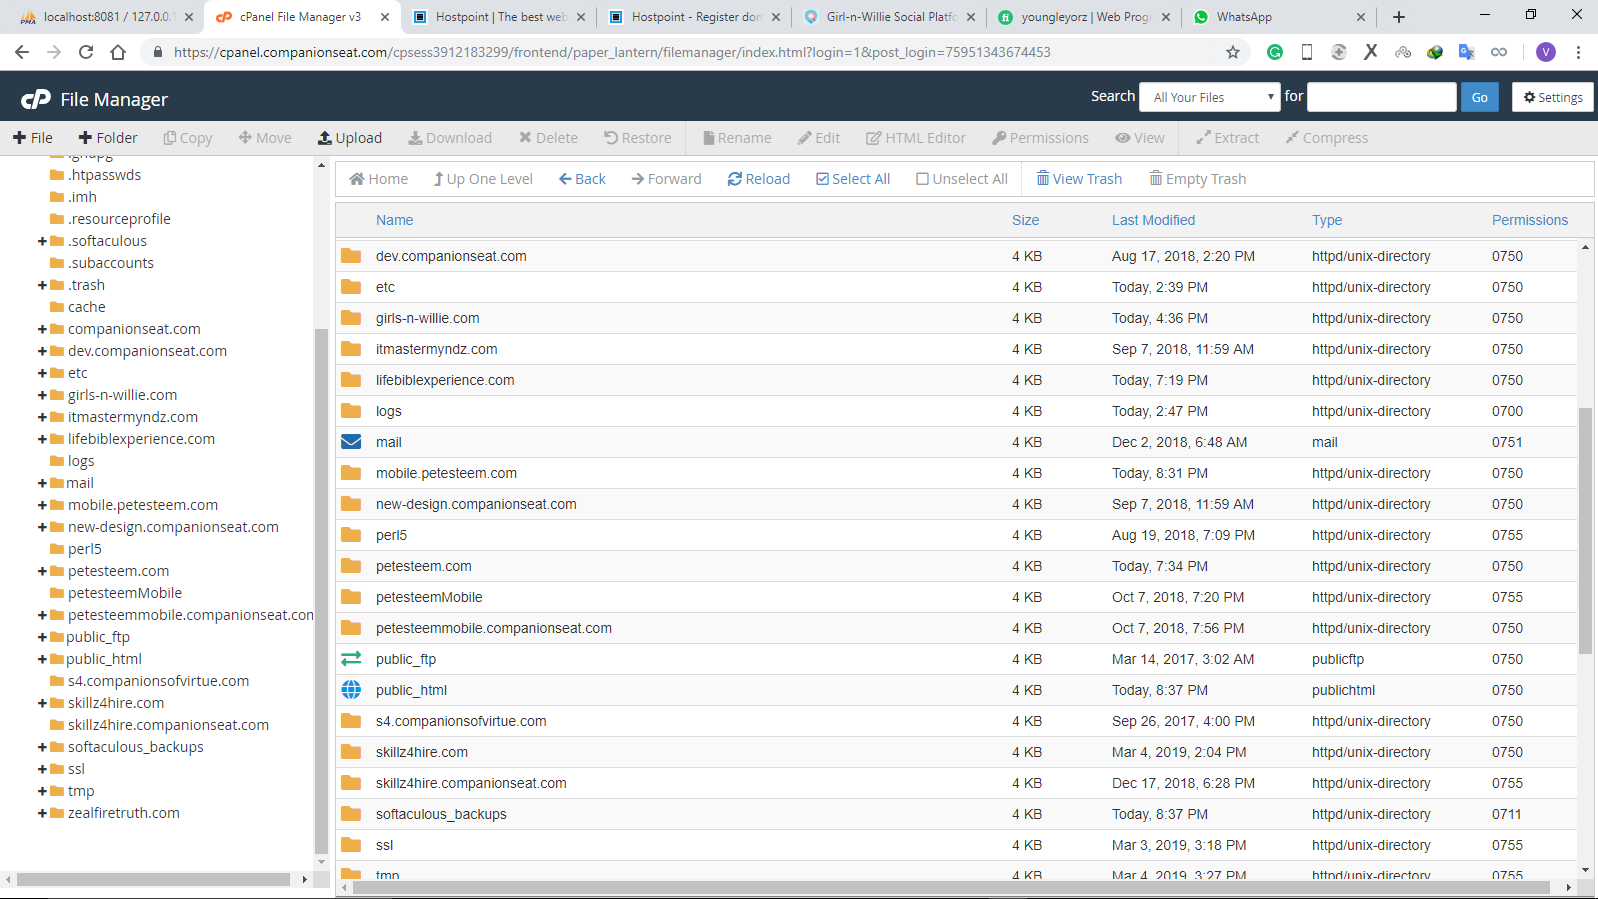 localhost:8081 / 127.0.0.1
cPanel File Manager v3
Hostpoint | The best web
Hostpoint - Register dom
Girl-n-Willie Social Platfo
youngleyorz | Web Progr
WhatsApp
https://cpanel.companionseat.com/cpsess3912183299/frontend/paper_lantern/filemanager/index.html?login=1&post_login=75951343674453
V
cP File Manager
Search All Your Files for Go Settings
File Folder Copy Move Upload Download Delete Restore Rename Edit HTML Editor Permissions View Extract Compress
.gnupg
.htpasswds
.imh
.resourceprofile
.softaculous
.subaccounts
.trash
cache
companionseat.com
dev.companionseat.com
etc
girls-n-willie.com
itmastermyndz.com
lifebiblexperience.com
logs
mail
mobile.petesteem.com
new-design.companionseat.com
perl5
petesteem.com
petesteemMobile
petesteemmobile.companionseat.com
public_ftp
public_html
s4.companionsofvirtue.com
skillz4hire.com
skillz4hire.companionseat.com
softaculous_backups
ssl
tmp
zealfiretruth.com
Home Up One Level Back Forward Reload Select All Unselect All View Trash Empty Trash
Name Size Last Modified Type Permissions
dev.companionseat.com 4 KB Aug 17, 2018, 2:20 PM httpd/unix-directory 0750
etc 4 KB Today, 2:39 PM httpd/unix-directory 0750
girls-n-willie.com 4 KB Today, 4:36 PM httpd/unix-directory 0750
itmastermyndz.com 4 KB Sep 7, 2018, 11:59 AM httpd/unix-directory 0750
lifebiblexperience.com 4 KB Today, 7:19 PM httpd/unix-directory 0750
logs 4 KB Today, 2:47 PM httpd/unix-directory 0700
mail 4 KB Dec 2, 2018, 6:48 AM mail 0751
mobile.petesteem.com 4 KB Today, 8:31 PM httpd/unix-directory 0750
new-design.companionseat.com 4 KB Sep 7, 2018, 11:59 AM httpd/unix-directory 0750
perl5 4 KB Aug 19, 2018, 7:09 PM httpd/unix-directory 0755
petesteem.com 4 KB Today, 7:34 PM httpd/unix-directory 0750
petesteemMobile 4 KB Oct 7, 2018, 7:20 PM httpd/unix-directory 0755
petesteemmobile.companionseat.com 4 KB Oct 7, 2018, 7:56 PM httpd/unix-directory 0750
public_ftp 4 KB Mar 14, 2017, 3:02 AM publicftp 0750
public_html 4 KB Today, 8:37 PM publichtml 0750
s4.companionsofvirtue.com 4 KB Sep 26, 2017, 4:00 PM httpd/unix-directory 0750
skillz4hire.com 4 KB Mar 4, 2019, 2:04 PM httpd/unix-directory 0750
skillz4hire.companionseat.com 4 KB Dec 17, 2018, 6:28 PM httpd/unix-directory 0755
softaculous_backups 4 KB Today, 8:37 PM httpd/unix-directory 0711
ssl 4 KB Mar 3, 2019, 3:18 PM httpd/unix-directory 0755
tmp 4 KB Mar 4, 2019, 3:27 PM httpd/unix-directory 0755